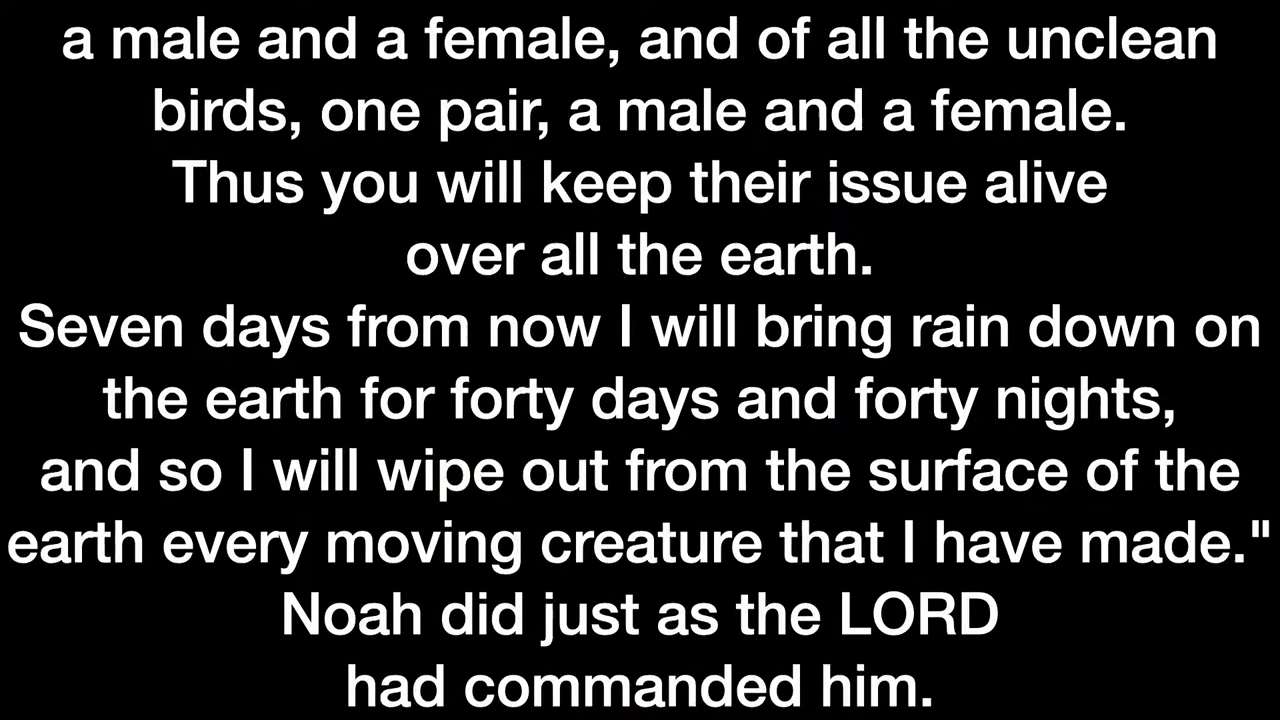 a male and a female, and of all the unclean
birds, one pair, a male and a female.
Thus you will keep their issue alive
over all the earth.
Seven days from now I will bring rain down on
the earth for forty days and forty nights,
and so I will wipe out from the surface of the
earth every moving creature that I have made."
Noah did just as the LORD
had commanded him.